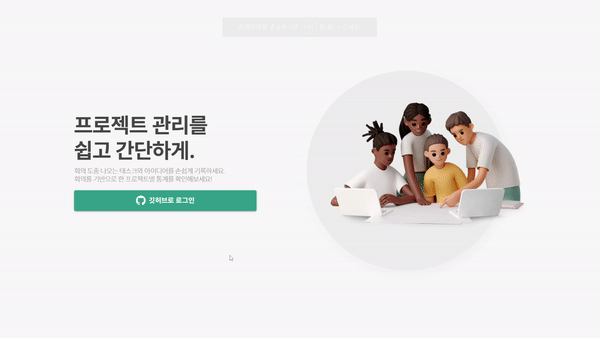 프로젝트 관리를
쉽고 간단하게.
회의 도중 나오는 태스크와 아이디어를 손쉽게 기록하세요.
회의를 기반으로 한 프로젝트별 통계를 확인해보세요!
깃허브로 로그인